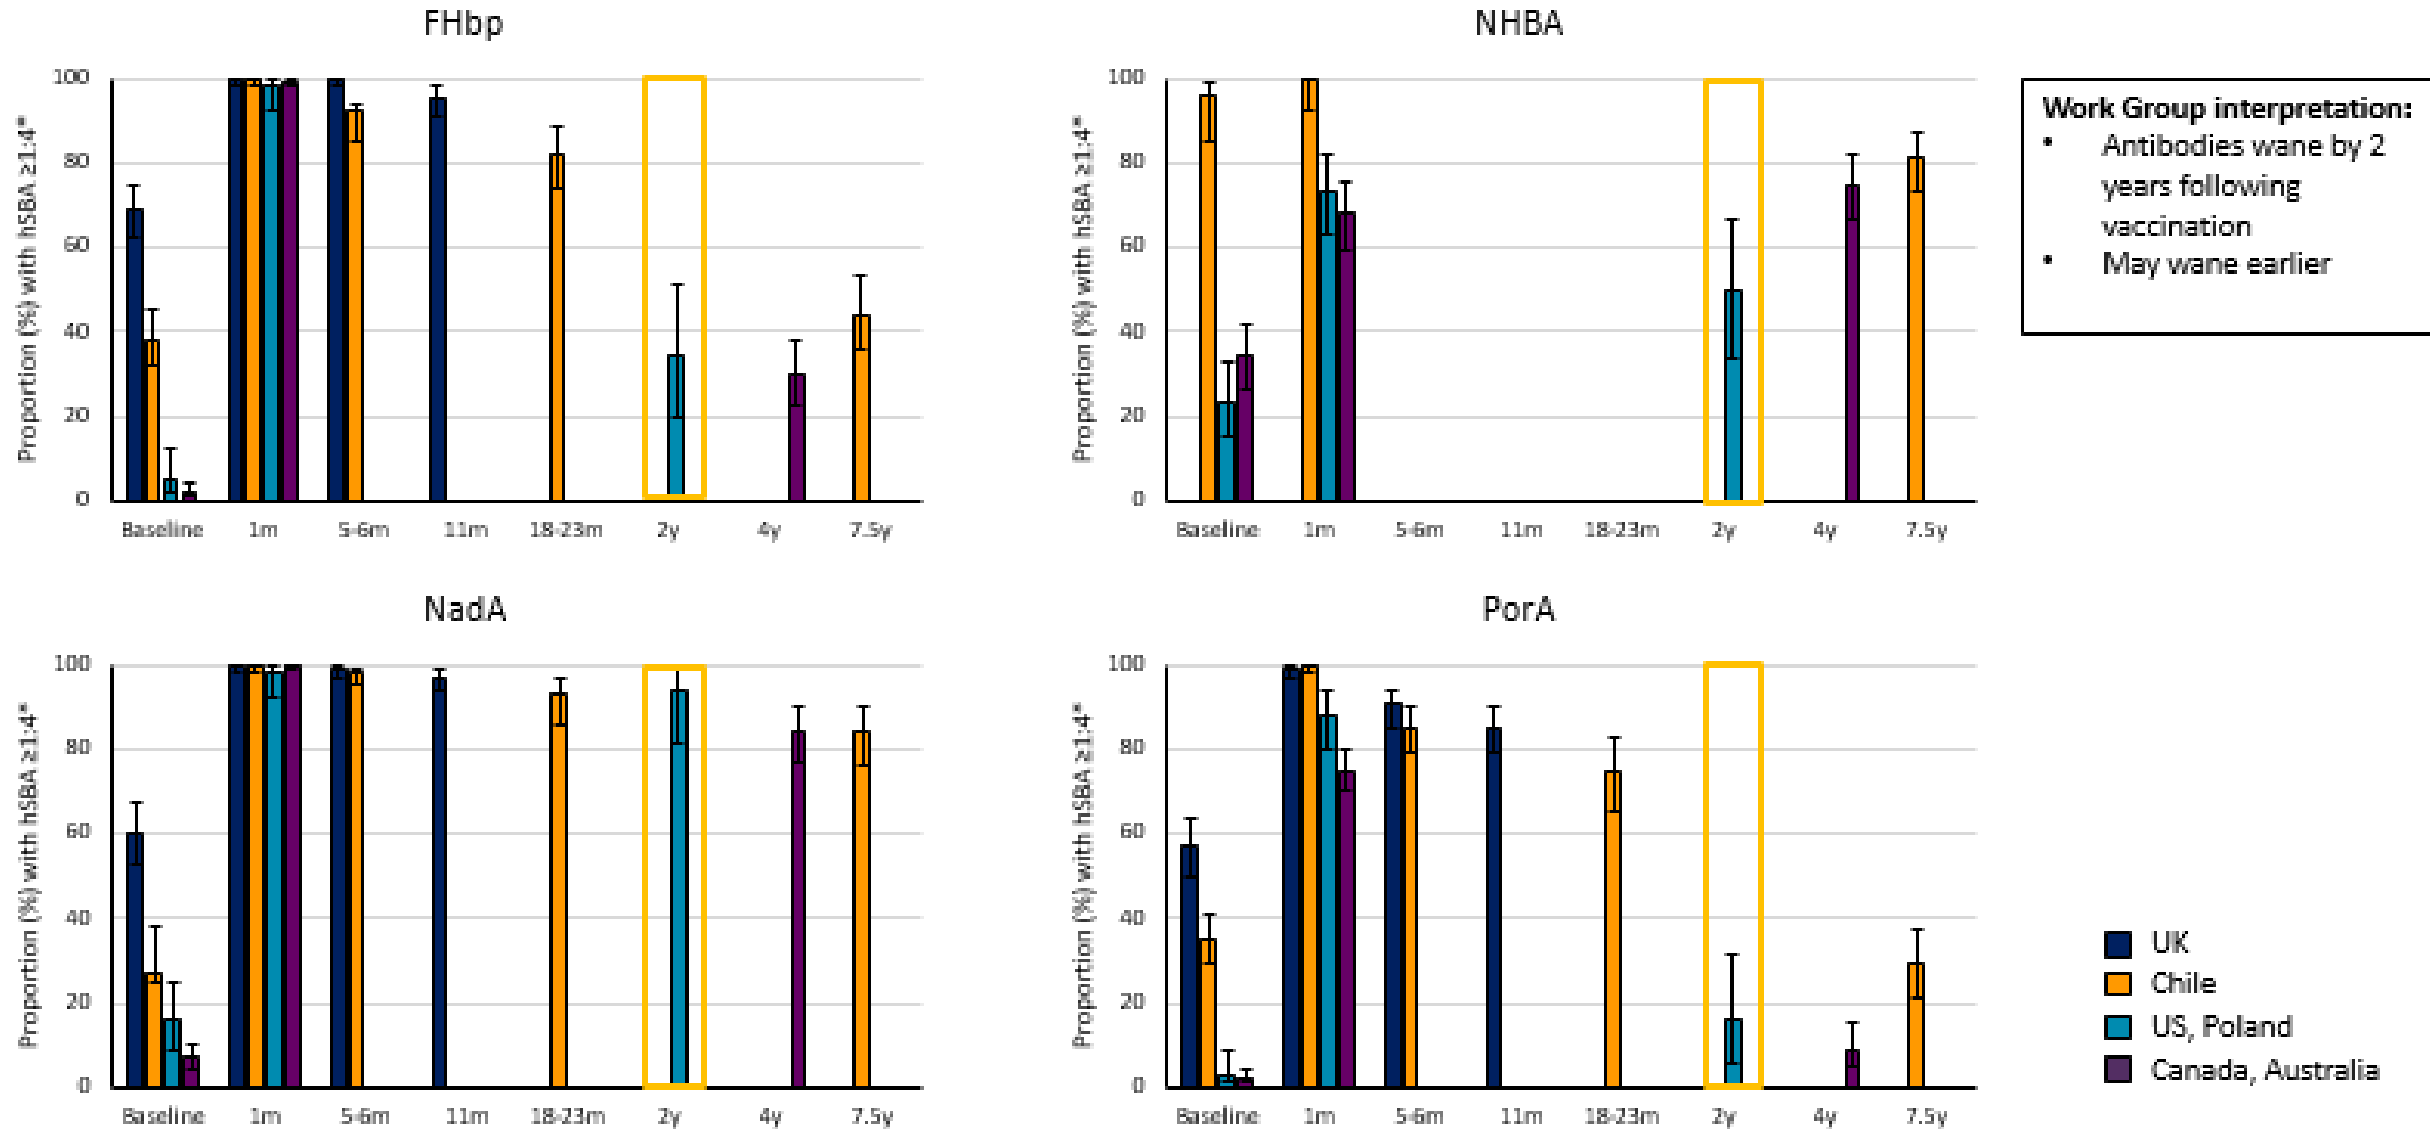 FHbp
Proportion (%) with hSBA ≥1:4*
100
80
60
40
20
0
Baseline 1m 5-6m 11m 18-23m 2y 4y 7.5y
NHBA
Proportion (%) with hSBA ≥1:4*
100
80
60
40
20
0
Baseline 1m 5-6m 11m 18-23m 2y 4y 7.5y
Work Group interpretation:
• Antibodies wane by 2
years following
vaccination
• May wane earlier
NadA
Proportion (%) with hSBA ≥1:4*
100
80
60
40
20
0
Baseline 1m 5-6m 11m 18-23m 2y 4y 7.5y
PorA
Proportion (%) with hSBA ≥1:4*
100
80
60
40
20
0
Baseline 1m 5-6m 11m 18-23m 2y 4y 7.5y
UK
Chile
US, Poland
Canada, Australia